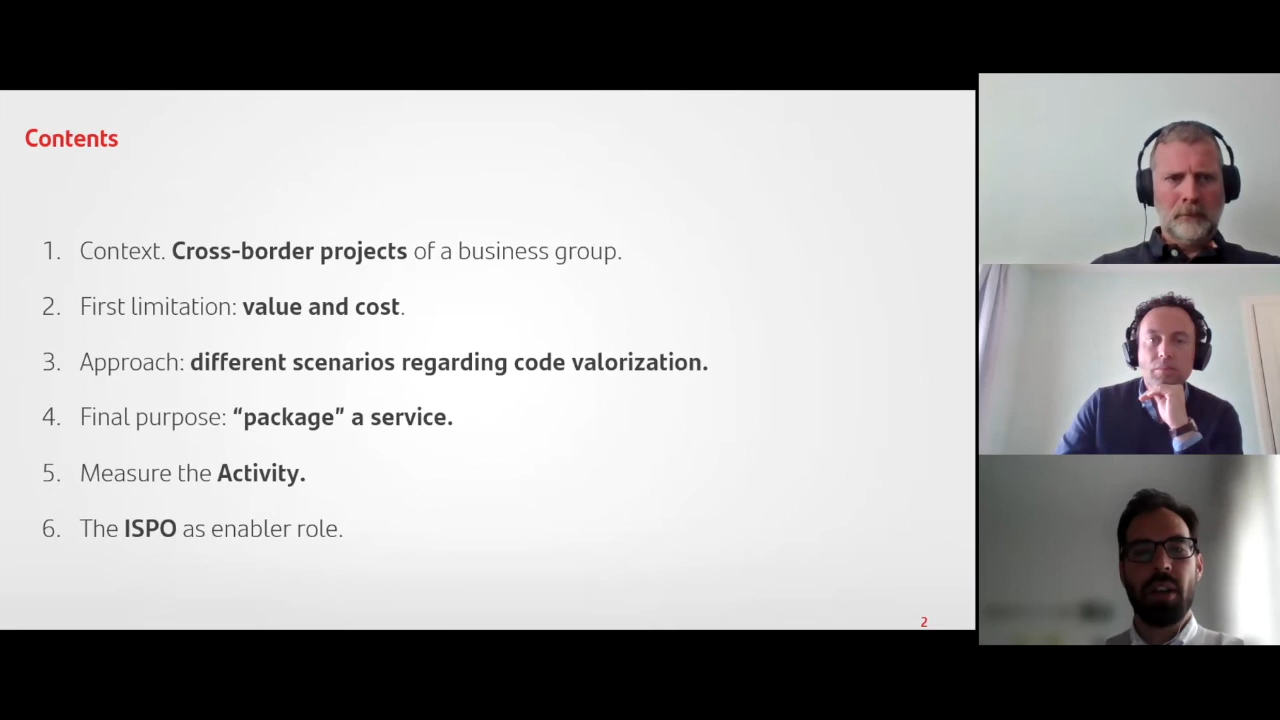 Contents
1. Context. Cross-border projects of a business group.
2. First limitation: value and cost.
3. Approach: different scenarios regarding code valorization.
4. Final purpose: “package” a service.
5. Measure the Activity.
6. The ISPO as enabler role.
2